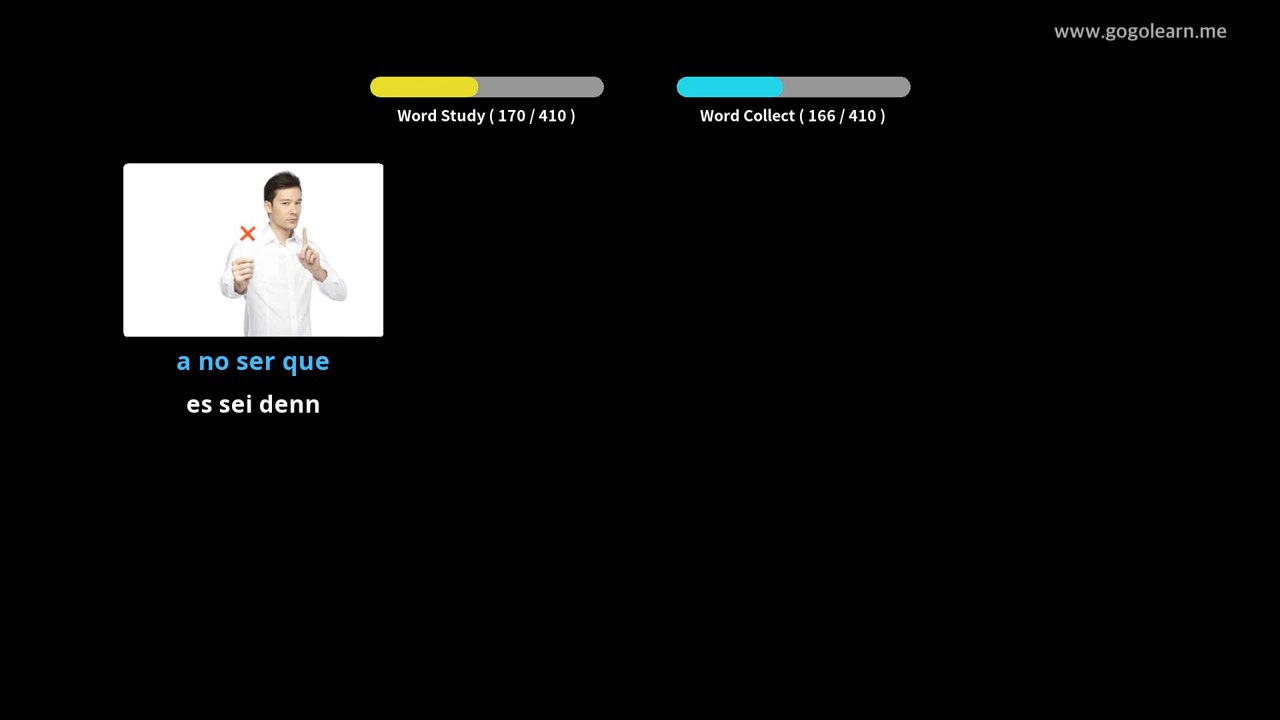 www.gogolearn.me
Word Study ( 170 / 410 )
Word Collect ( 166 / 410 )
a no ser que
es sei denn